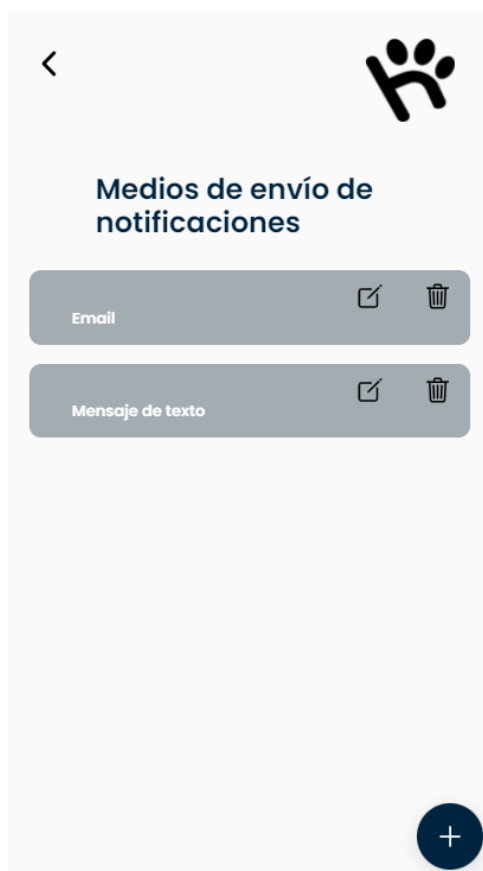 Medios de envío de
notificaciones
Email
Mensaje de texto